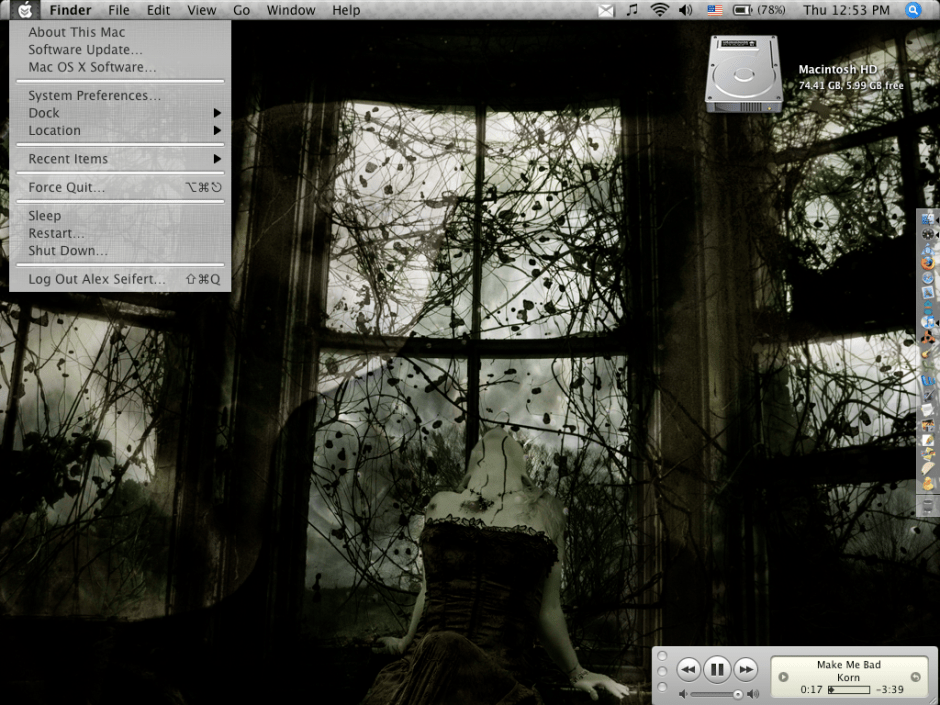 Finder File Edit View Go Window Help (78%) Thu 12:53 PM
About This Mac
Software Update...
Mac OS X Software...
System Preferences...
Dock
Location
Recent Items
Force Quit... ⌥⌘⎋
Sleep
Restart...
Shut Down...
Log Out Alex Seifert... ⇧⌘Q
Macintosh HD
74.41 GB, 5.99 GB free
Make Me Bad
Korn
0:17 -3:39